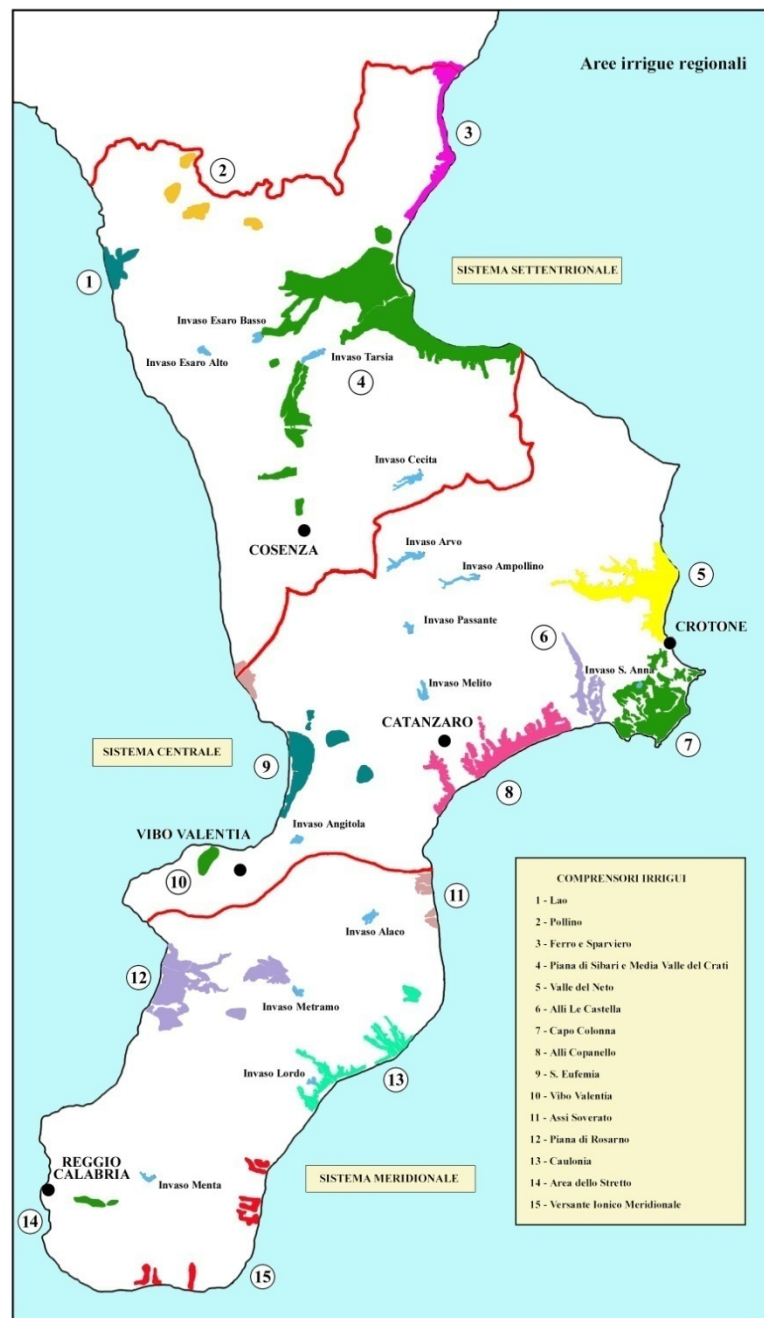 Aree irrigue regionali
3
2
SISTEMA SETTENTRIONALE
1
Invaso Esaro Basso
Invaso Esaro Alto
Invaso Tarsia
4
Invaso Cecita
COSENZA
Invaso Arvo
Invaso Ampollino
5
Invaso Passante
6
CROTONE
Invaso S. Anna
Invaso Melito
CATANZARO
7
SISTEMA CENTRALE
9
8
Invaso Angitola
VIBO VALENTIA
10
11
Invaso Alaco
12
Invaso Metramo
Invaso Lordo
13
REGGIO
CALABRIA
Invaso Menta
SISTEMA MERIDIONALE
14
15
COMPRENSORI IRRIGUI
1 - Lao
2 - Pollino
3 - Ferro e Sparviero
4 - Piana di Sibari e Media Valle del Crati
5 - Valle del Neto
6 - Alli Le Castella
7 - Capo Colonna
8 - Alli Copanello
9 - S. Eufemia
10 - Vibo Valentia
11 - Assi Soverato
12 - Piana di Rosarno
13 - Caulonia
14 - Area dello Stretto
15 - Versante Ionico Meridionale